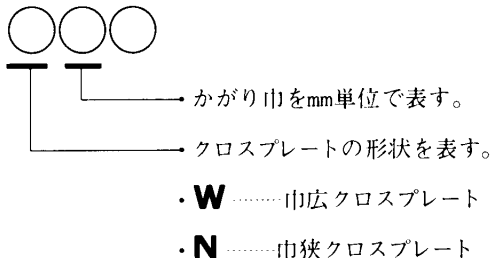 ○○○
かがり巾をmm単位で表す。
クロスプレートの形状を表す。
・W………巾広クロスプレート
・N………巾狭クロスプレート